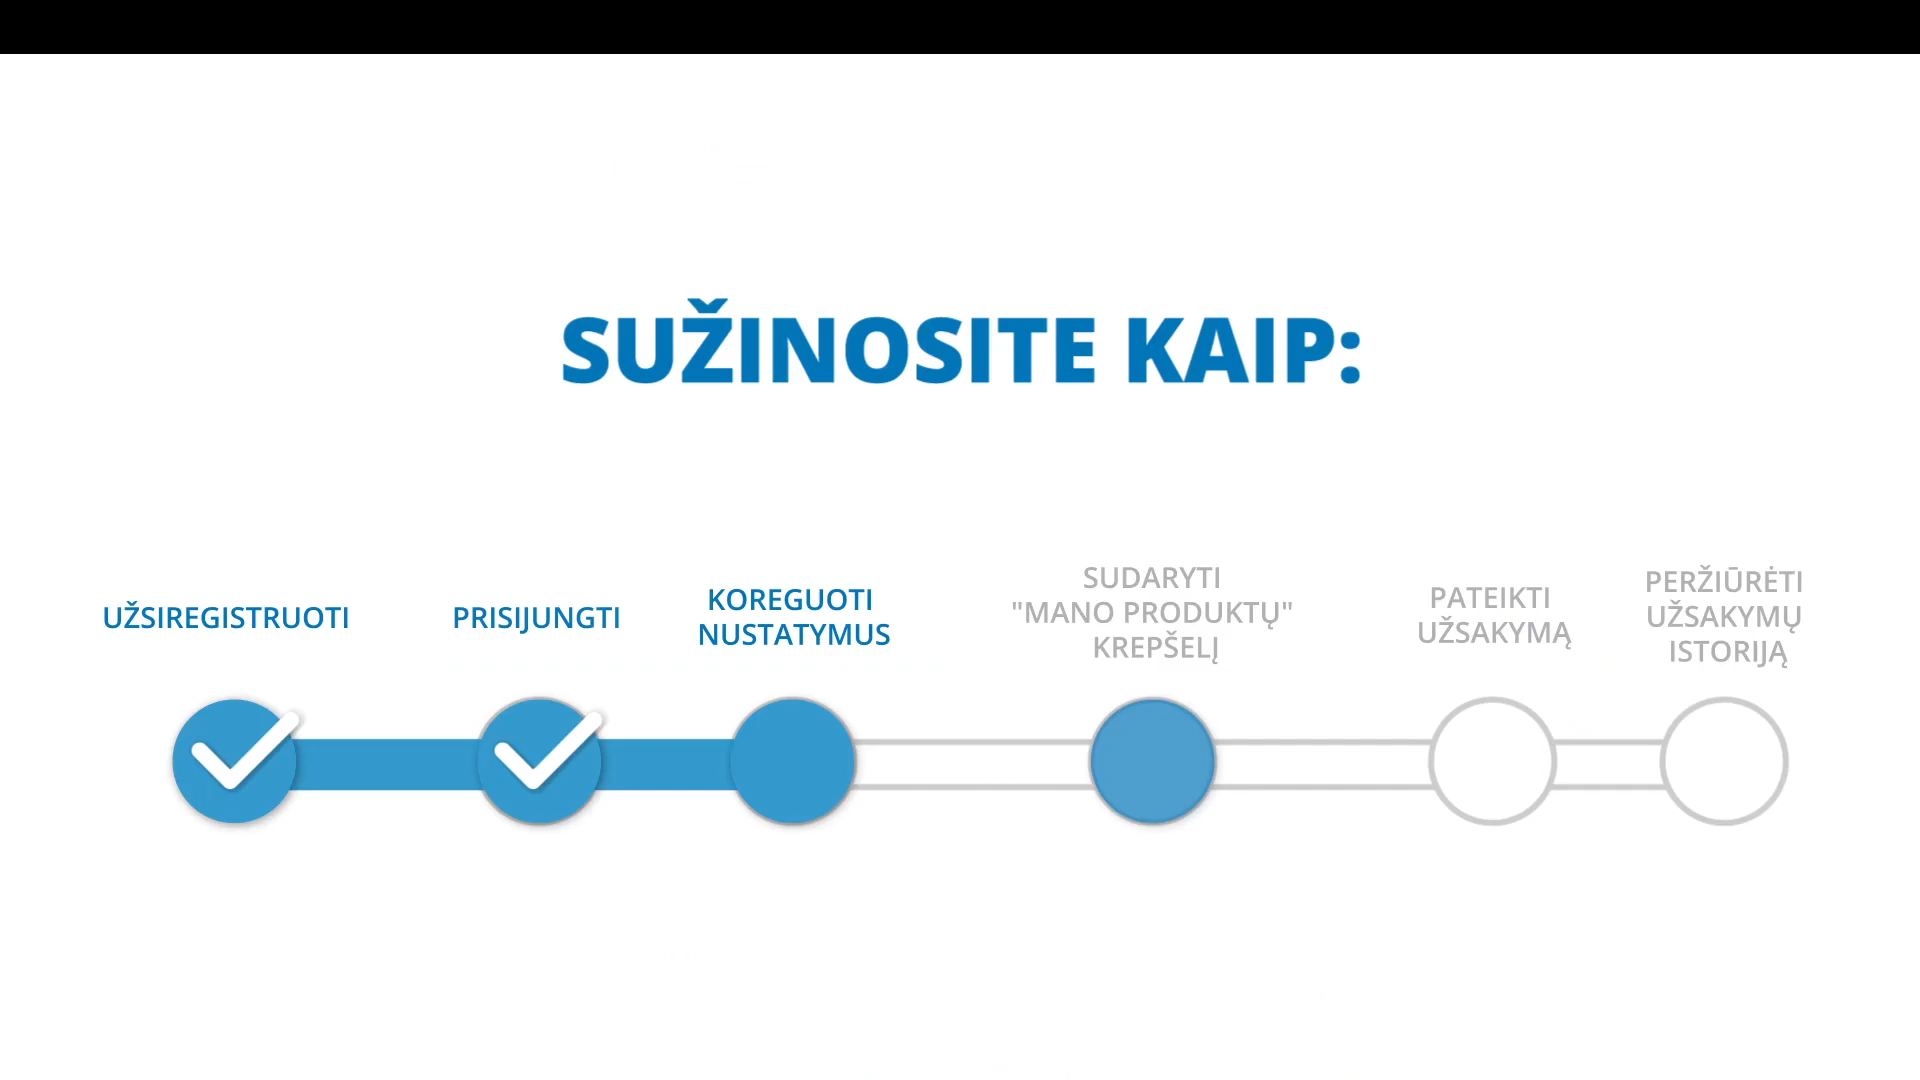 SUŽINOSITE KAIP:
UŽSIREGISTRUOTI
PRISIJUNGTI
KOREGUOTI
NUSTATYMUS
SUDARYTI
"MANO PRODUKTŲ"
KREPŠELĮ
PATEIKTI
UŽSAKYMĄ
PERŽIŪRĖTI
UŽSAKYMŲ
ISTORIJĄ